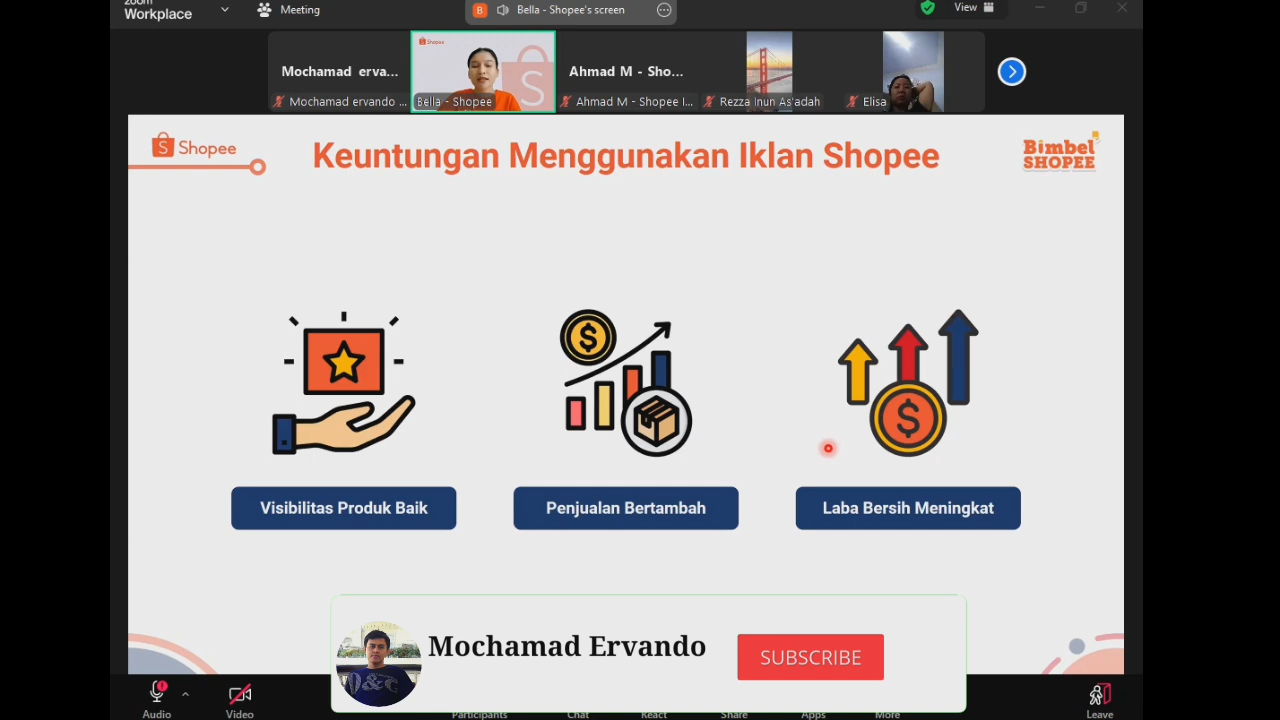 zoom
Workplace
Meeting
B
Bella - Shopee's screen
View
Mochamad erva...
Mochamad ervando ...
Shopee
S
Bella - Shopee
Ahmad M - Sho...
Ahmad M - Shopee I...
Rezza Inun As'adah
Elisa
S Shopee
Keuntungan Menggunakan Iklan Shopee
Bimbel
SHOPEE
$
$
Visibilitas Produk Baik
Penjualan Bertambah
Laba Bersih Meningkat
Mochamad Ervando
SUBSCRIBE
D&G
Audio
Video
Participants
Chat
React
Share
Apps
More
Leave